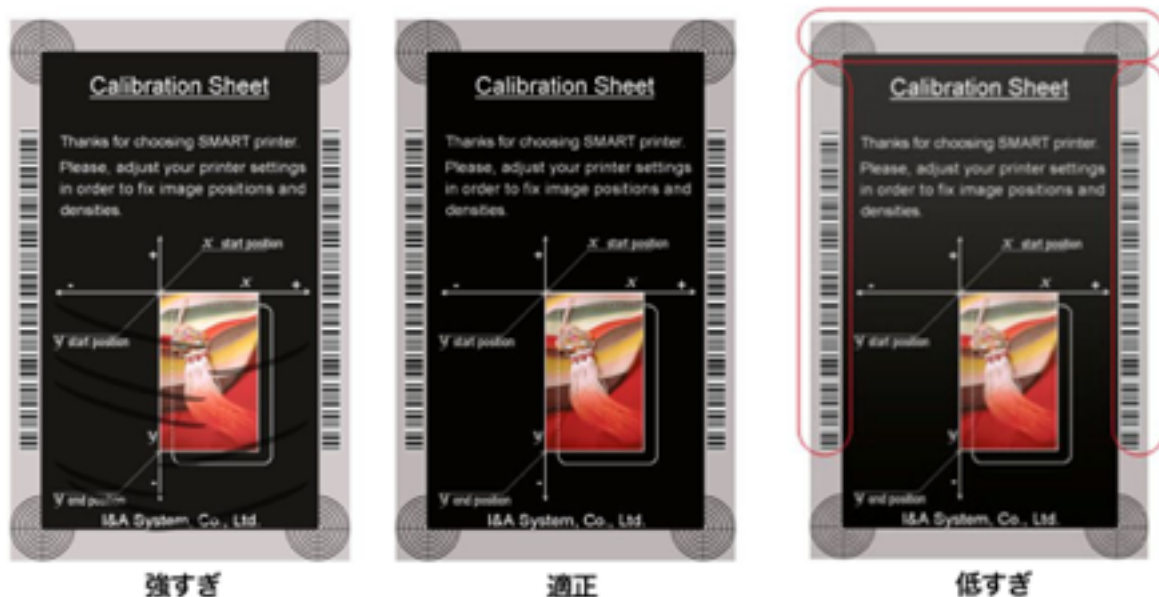 Calibration Sheet
Thanks for choosing SMART printer.
Please, adjust your printer settings
in order to fix image positions and
densities.
+
x start position
-
x
+
y start position
y
-
y end position
I&A System, Co., Ltd.
強すぎ
Calibration Sheet
Thanks for choosing SMART printer.
Please, adjust your printer settings
in order to fix image positions and
densities.
+
x start position
-
x
+
y start position
y
-
y end position
I&A System, Co., Ltd.
適正
Calibration Sheet
Thanks for choosing SMART printer.
Please, adjust your printer settings
in order to fix image positions and
densities.
+
x start position
-
x
+
y start position
y
-
y end position
I&A System, Co., Ltd.
低すぎ